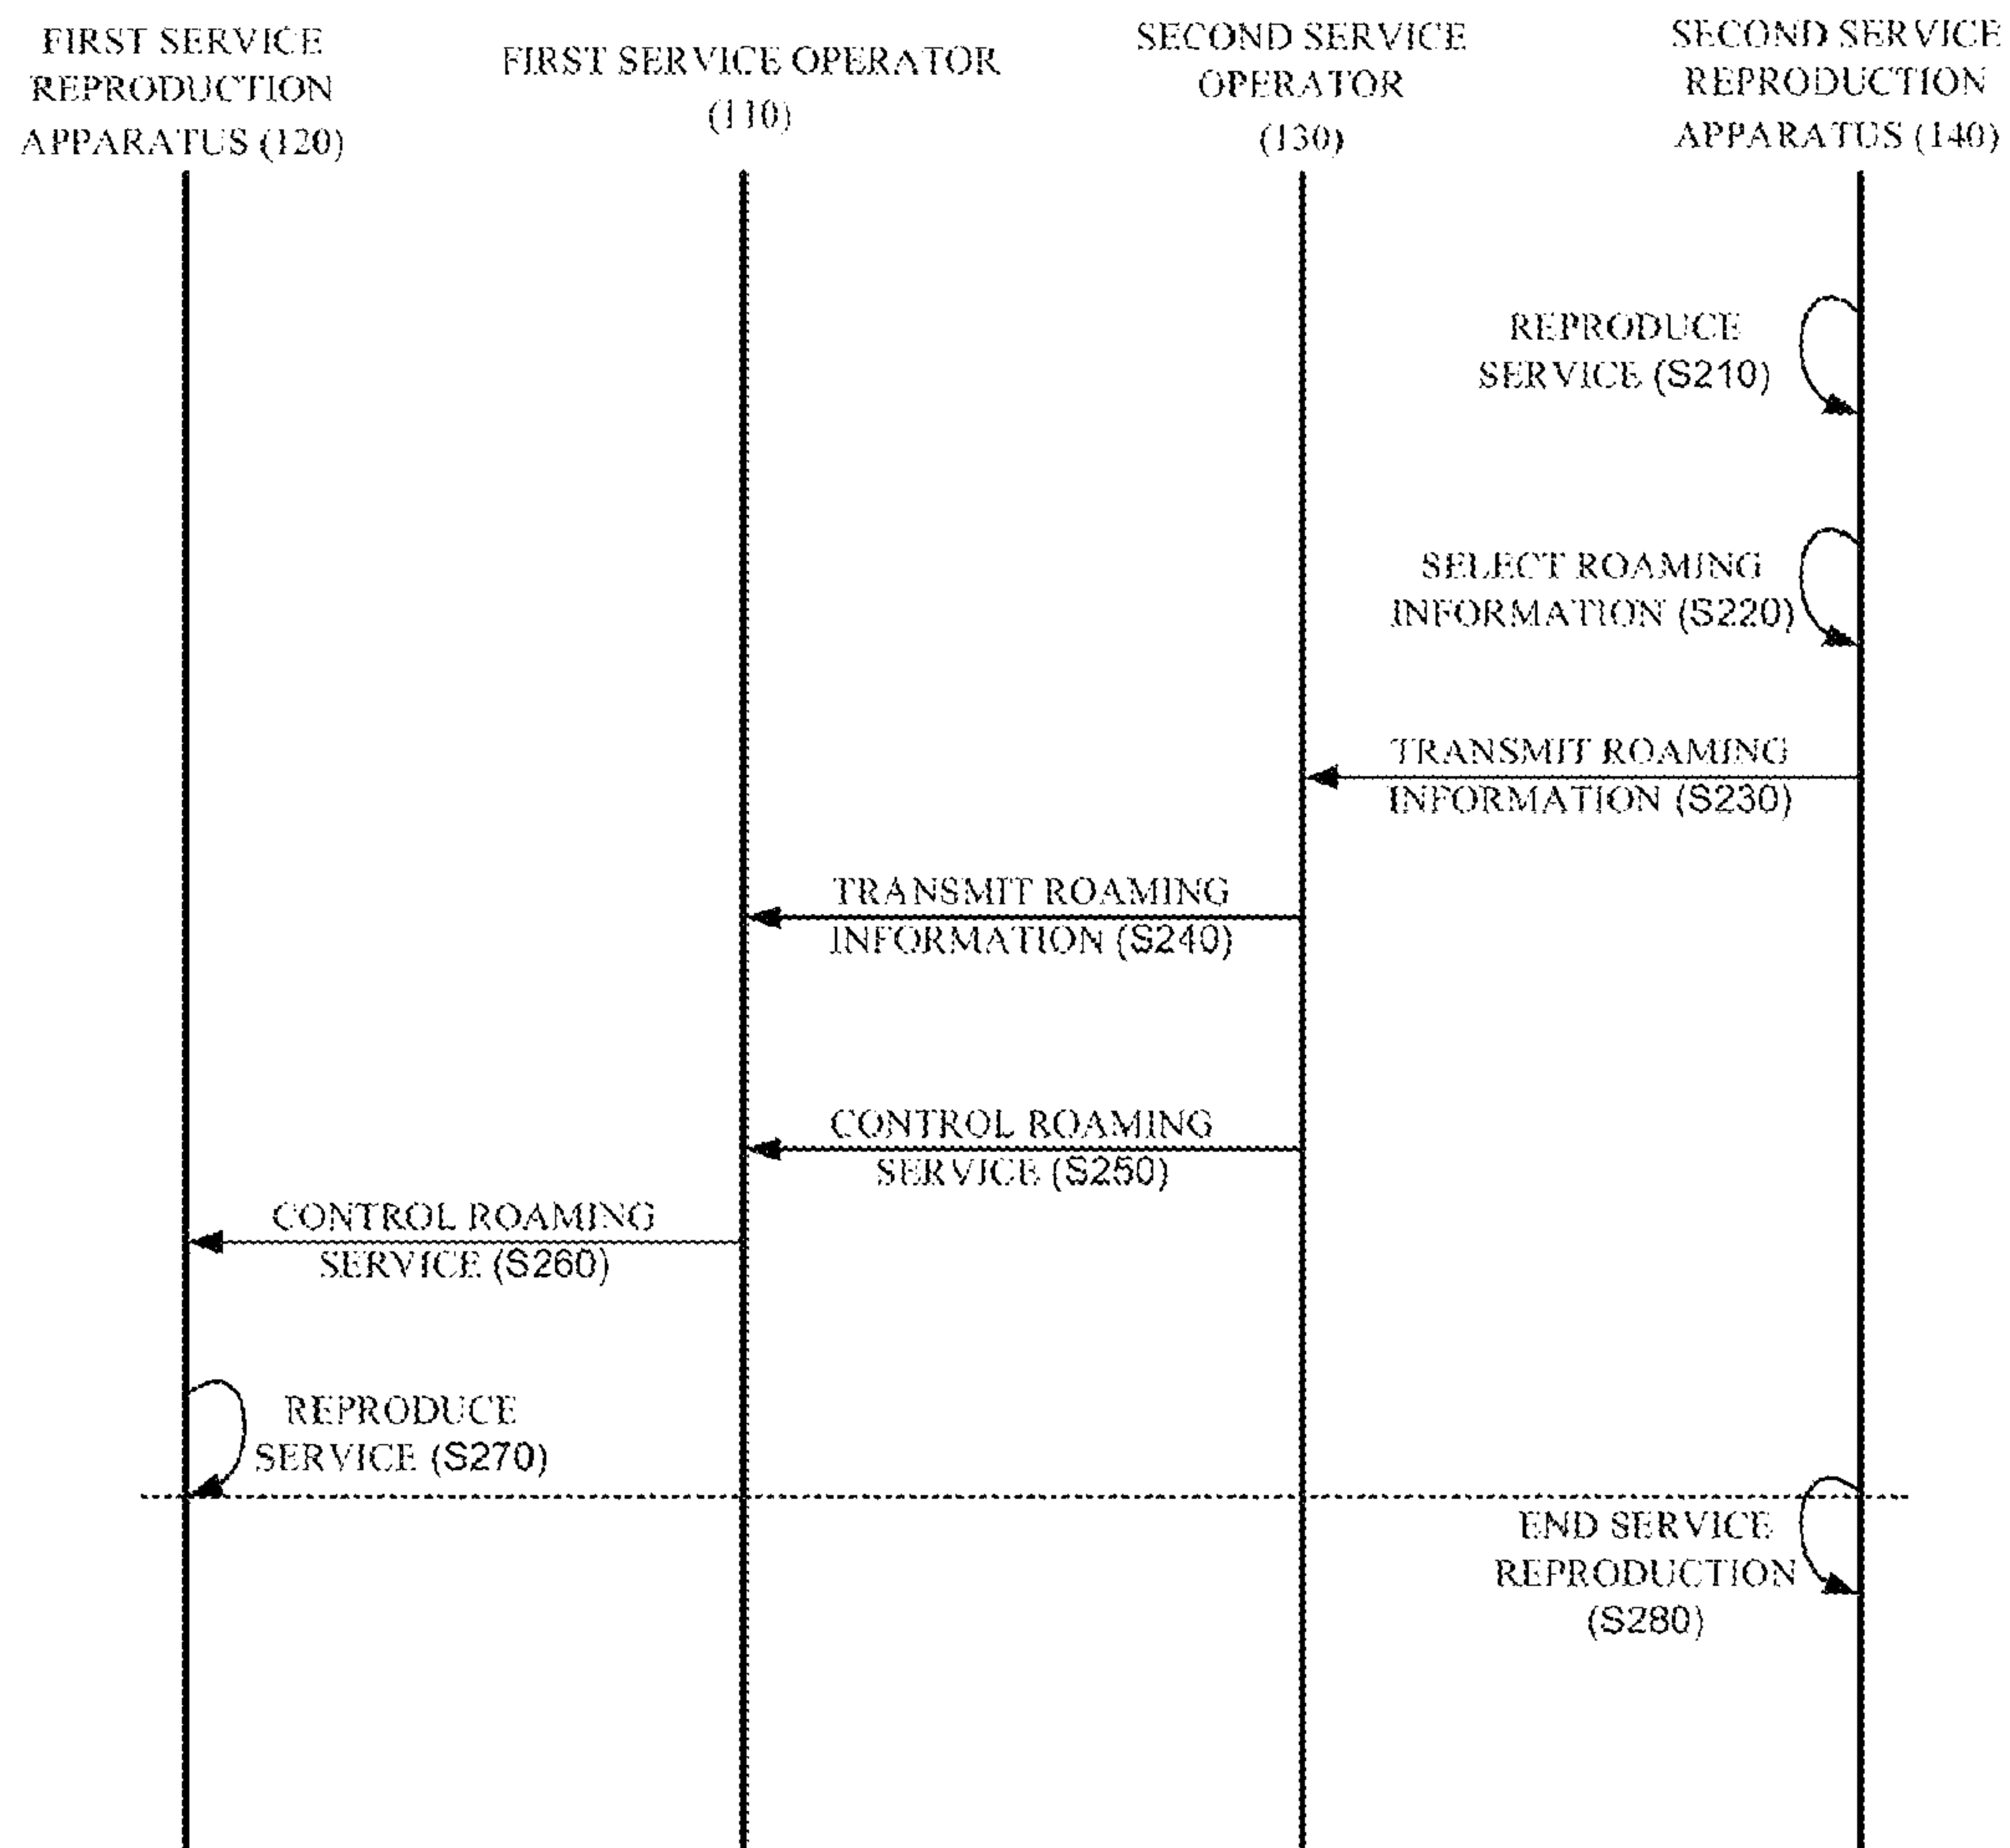 FIRST SERVICE
REPRODUCTION
APPARATUS (120)
FIRST SERVICE OPERATOR
(110)
SECOND SERVICE
OPERATOR
(130)
SECOND SERVICE
REPRODUCTION
APPARATUS (140)
REPRODUCE
SERVICE (S210)
SELECT ROAMING
INFORMATION (S220)
TRANSMIT ROAMING
INFORMATION (S230)
TRANSMIT ROAMING
INFORMATION (S240)
CONTROL ROAMING
SERVICE (S250)
CONTROL ROAMING
SERVICE (S260)
REPRODUCE
SERVICE (S270)
END SERVICE
REPRODUCTION
(S280)